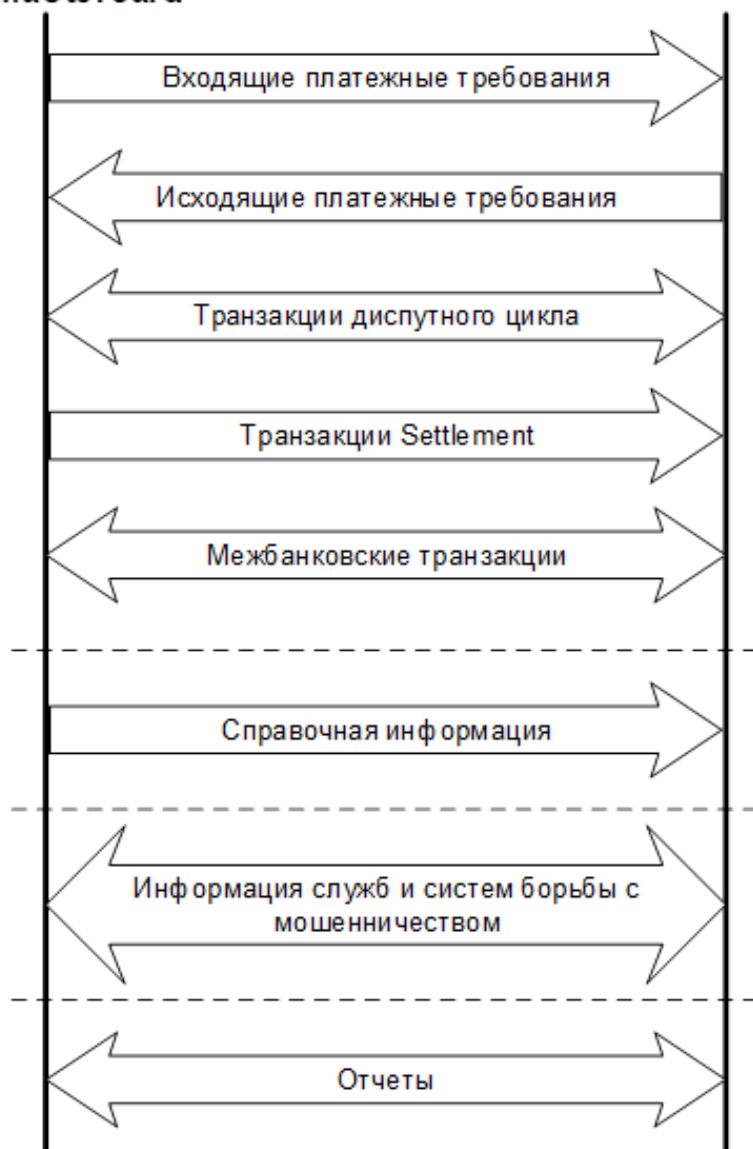 Входящие платежные требования
Исходящие платежные требования
Транзакции диспутного цикла
Транзакции Settlement
Межбанковские транзакции
Справочная информация
Информация служб и систем борьбы с
мошенничеством
Отчеты